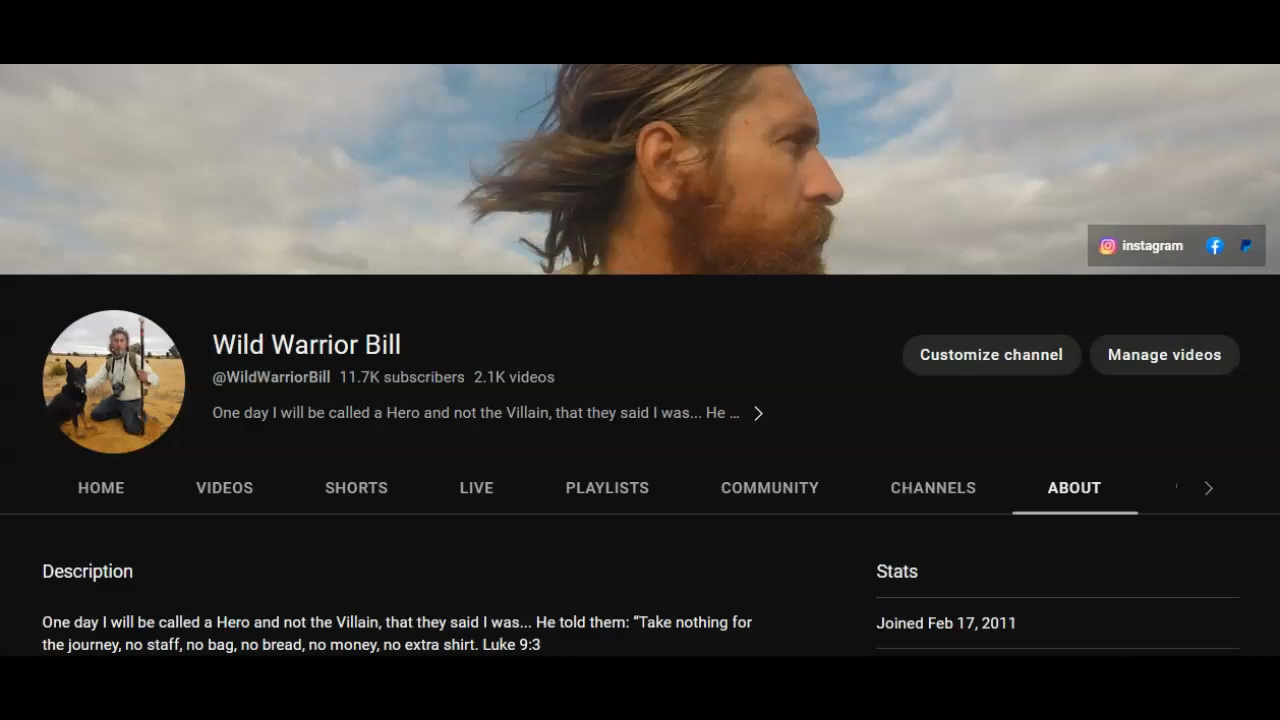 instagram
Wild Warrior Bill
Customize channel
Manage videos
@WildWarriorBill 11.7K subscribers 2.1K videos
One day I will be called a Hero and not the Villain, that they said I was... He ...
HOME VIDEOS SHORTS LIVE PLAYLISTS COMMUNITY CHANNELS ABOUT
Description
Stats
One day I will be called a Hero and not the Villain, that they said I was... He told them: “Take nothing for
the journey, no staff, no bag, no bread, no money, no extra shirt. Luke 9:3
Joined Feb 17, 2011